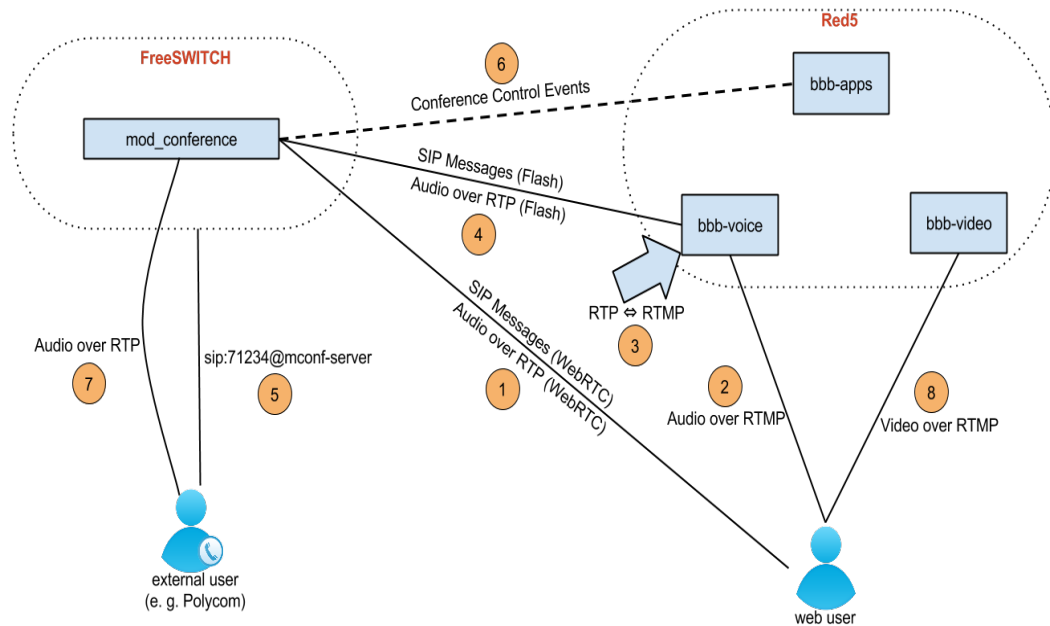 Red5
FreeSWITCH
6
Conference Control Events
bbb-apps
mod_conference
SIP Messages (Flash)
Audio over RTP (Flash)
4
bbb-voice
bbb-video
RTP ⇔ RTMP
3
SIP Messages (WebRTC)
Audio over RTP (WebRTC)
1
Audio over RTP
7
sip:71234@mconf-server
5
2
Audio over RTMP
8
Video over RTMP
external user
(e. g. Polycom)
web user